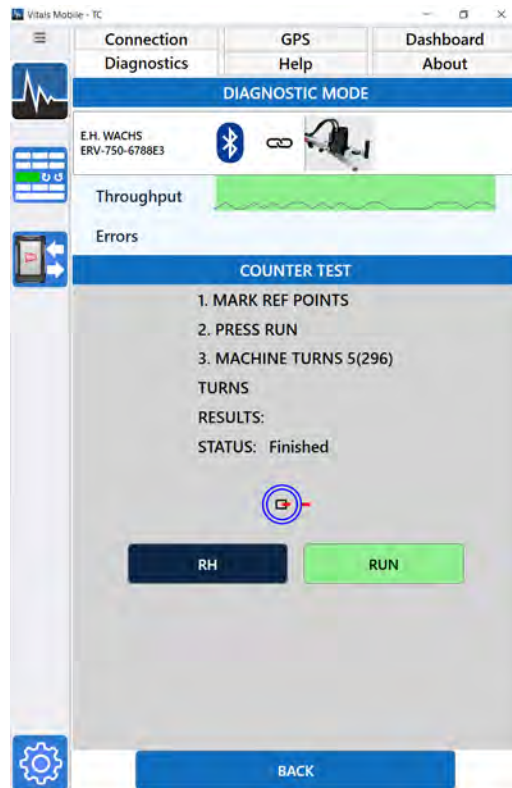 Vitals Mobile - TC
Connection GPS Dashboard
Diagnostics Help About
DIAGNOSTIC MODE
E.H. WACHS
ERV-750-6788E3
Throughput
Errors
COUNTER TEST
1. MARK REF POINTS
2. PRESS RUN
3. MACHINE TURNS 5(296)
TURNS
RESULTS:
STATUS: Finished
RH RUN
BACK